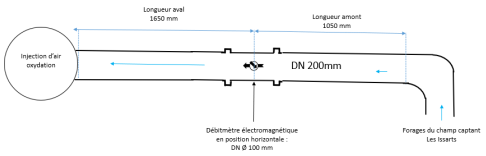 Longueur aval
1650 mm
Longueur amont
1050 mm
Injection d'air
oxydation
DN 200mm
Débitmètre électromagnétique
en position horizontale :
DN Ø 100 mm
Forages du champ captant
Les Issarts